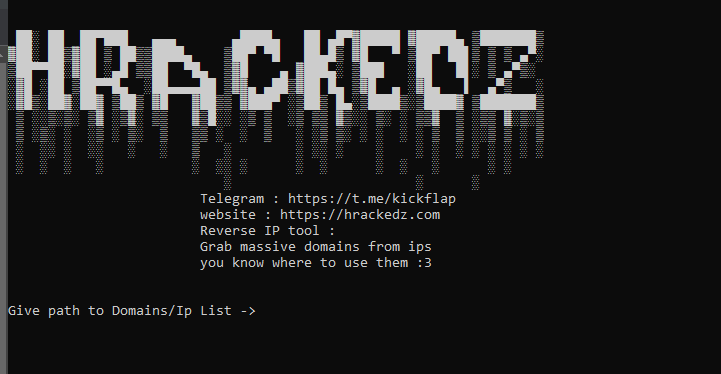 HRACKEDZ
Telegram : https://t.me/kickflap
website : https://hrackedz.com
Reverse IP tool :
Grab massive domains from ips
you know where to use them :3
Give path to Domains/Ip List ->